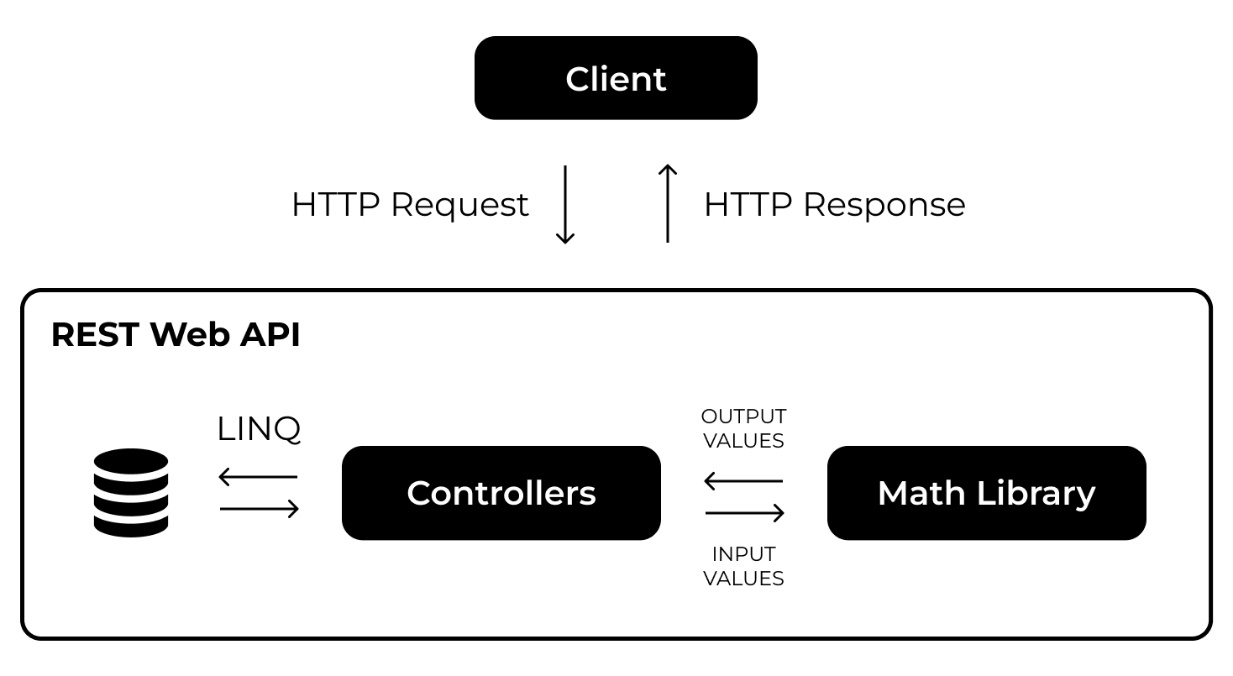 Client
HTTP Request
HTTP Response
REST Web API
LINQ
Controllers
OUTPUT
VALUES
INPUT
VALUES
Math Library